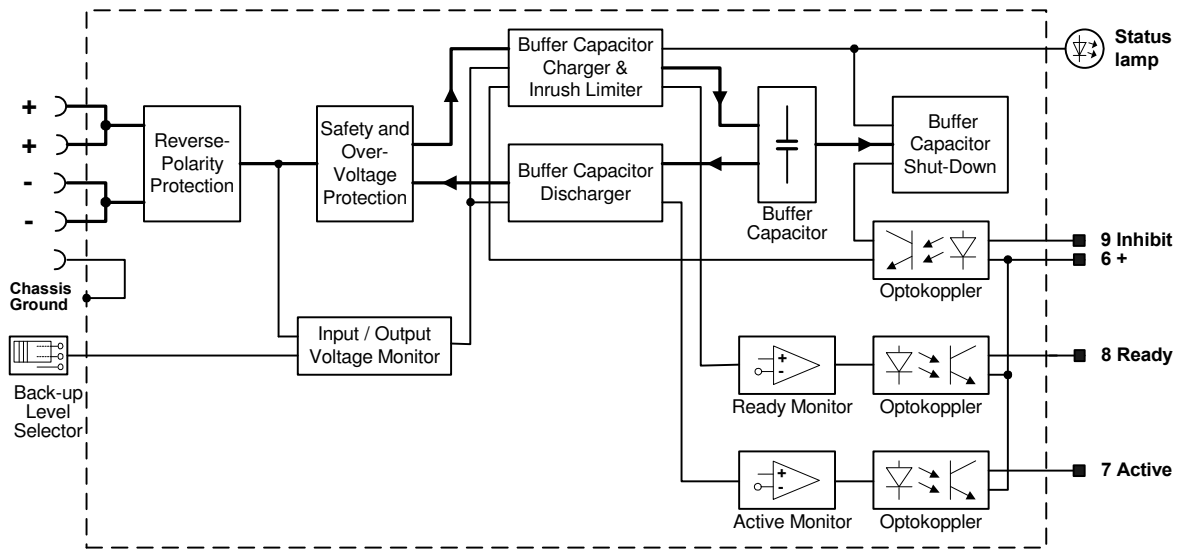 +
+
-
-
Chassis
Ground
Back-up
Level
Selector
Reverse-
Polarity
Protection
Safety and
Over-
Voltage
Protection
Input / Output
Voltage Monitor
Buffer Capacitor
Charger &
Inrush Limiter
Buffer Capacitor
Discharger
Buffer
Capacitor
Buffer
Capacitor
Shut-Down
Status
lamp
Optokoppler
9 Inhibit
6 +
+
-
Ready Monitor
Optokoppler
8 Ready
+
-
Active Monitor
Optokoppler
7 Active